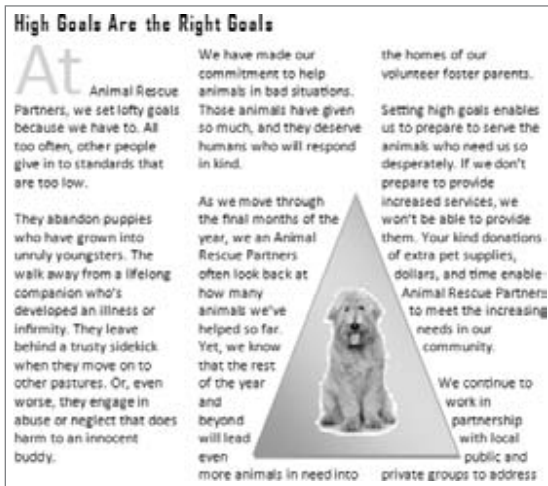 High Goals Are the Right Goals
At Animal Rescue
Partners, we set lofty goals
because we have to. All
too often, other people
give in to standards that
are too low.
They abandon puppies
who have grown into
unruly youngsters. The
walk away from a lifelong
companion who's
developed an illness or
infirmity. They leave
behind a trusty sidekick
when they move on to
other pastures. Or, even
worse, they engage in
abuse or neglect that does
harm to an innocent
buddy.
We have made our
commitment to help
animals in bad situations.
Those animals have given
so much, and they deserve
humans who will respond
in kind.
As we move through
the final months of the
year, we an Animal
Rescue Partners
often look back at
how many
animals we've
helped so far.
Yet, we know
that the rest
of the year
and
beyond
will lead
even
more animals in need into
the homes of our
volunteer foster parents.
Setting high goals enables
us to prepare to serve the
animals who need us so
desperately. If we don't
prepare to provide
increased services, we
won't be able to provide
them. Your kind donations
of extra pet supplies,
dollars, and time enable
Animal Rescue Partners
to meet the increasing
needs in our
community.
We continue to
work in
partnership
with local
public and
private groups to address